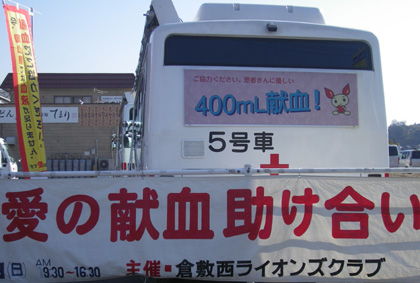 ご協力ください。患者さんに優しい
400mL献血!
5号車
愛の献血助け合い
(日) AM 9:30~16:30
主催・倉敷西ライオンズクラブ